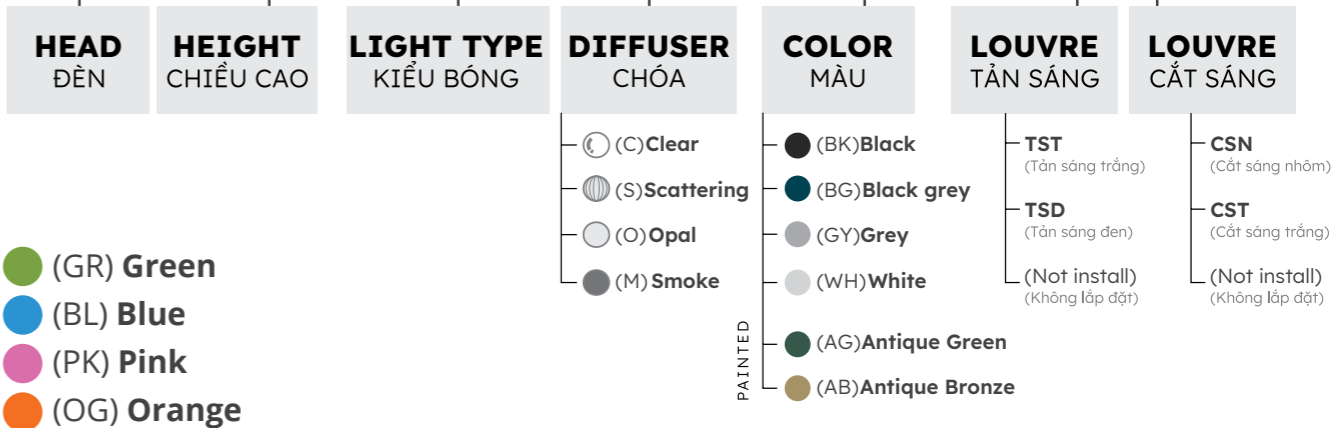 HEAD
ĐÈN
HEIGHT
CHIỀU CAO
LIGHT TYPE
KIỂU BÓNG
DIFFUSER
CHÓA
COLOR
MÀU
LOUVRE
TẢN SÁNG
LOUVRE
CẮT SÁNG
(C)Clear
(S)Scattering
(O)Opal
(M) Smoke
(BK)Black
(BG)Black grey
(GY)Grey
(WH)White
PAINTED
(AG)Antique Green
(AB)Antique Bronze
TST
(Tản sáng trắng)
TSD
(Tản sáng đen)
(Not install)
(Không lắp đặt)
CSN
(Cắt sáng nhôm)
CST
(Cắt sáng trắng)
(Not install)
(Không lắp đặt)
(GR) Green
(BL) Blue
(PK) Pink
(OG) Orange